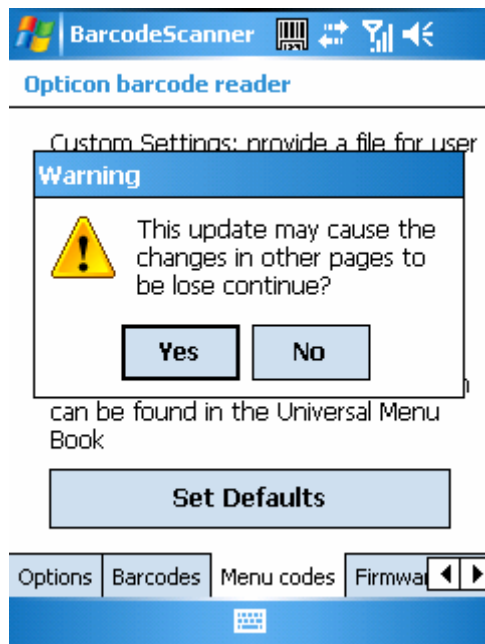 BarcodeScanner
Opticon barcode reader
Custom Settings: provide a file for user
Warning
This update may cause the
changes in other pages to
be lose continue?
Yes No
can be found in the Universal Menu
Book
Set Defaults
Options Barcodes Menu codes